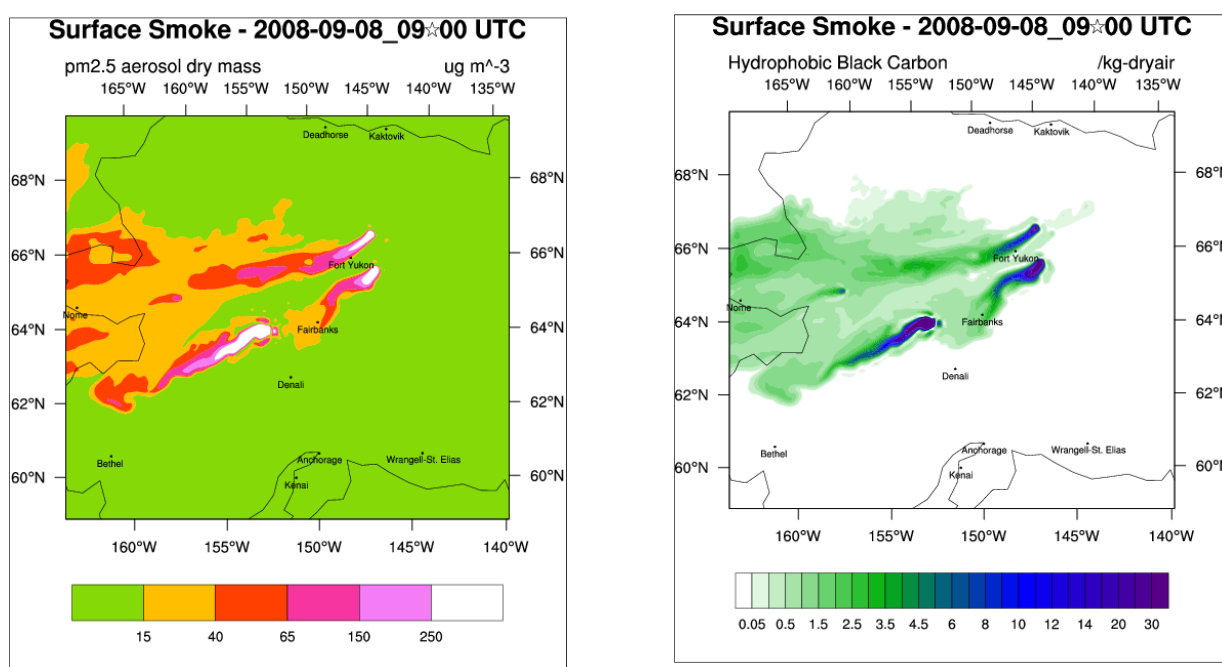 Surface Smoke - 2008-09-08_09☆00 UTC
pm2.5 aerosol dry mass ug m^-3
165°W 160°W 155°W 150°W 145°W 140°W 135°W
Deadhorse Kaktovik
68°N 68°N
66°N 66°N
Fort Yukon
Nome
64°N 64°N
Fairbanks
Denali
62°N 62°N
Bethel Anchorage Wrangell-St. Elias
60°N 60°N
Kenai
160°W 155°W 150°W 145°W 140°W
15 40 65 150 250
Surface Smoke - 2008-09-08_09☆00 UTC
Hydrophobic Black Carbon /kg-dryair
165°W 160°W 155°W 150°W 145°W 140°W 135°W
Deadhorse Kaktovik
68°N 68°N
66°N 66°N
Fort Yukon
Nome
64°N 64°N
Fairbanks
Denali
62°N 62°N
Bethel Anchorage Wrangell-St. Elias
60°N 60°N
Kenai
160°W 155°W 150°W 145°W 140°W
0.05 0.5 1.5 2.5 3.5 4.5 6 8 10 12 14 20 30